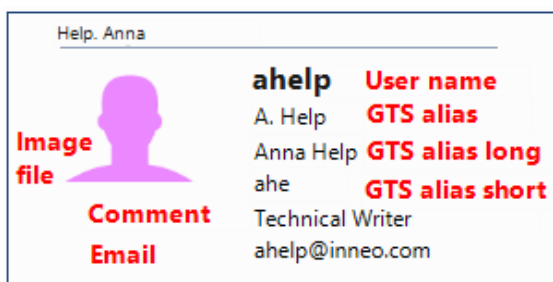 Help. Anna
ahelp User name
A. Help GTS alias
Image file
Anna Help GTS alias long
ahe GTS alias short
Comment Technical Writer
Email ahelp@inneo.com